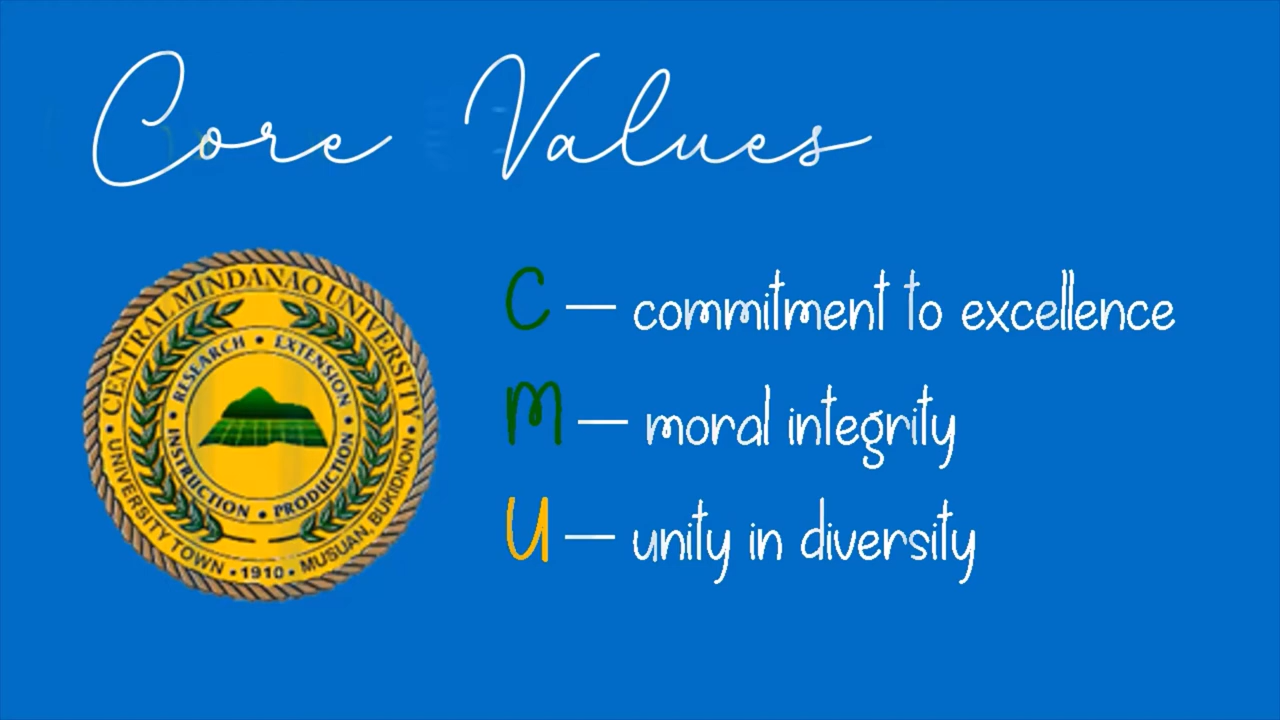 Core Values
CENTRAL MINDANAO UNIVERSITY
RESEARCH • EXTENSION
• INSTRUCTION • PRODUCTION •
• UNIVERSITY TOWN • 1910 • MUSUAN, BUKIDNON •
C — commitment to excellence
M — moral integrity
U — unity in diversity